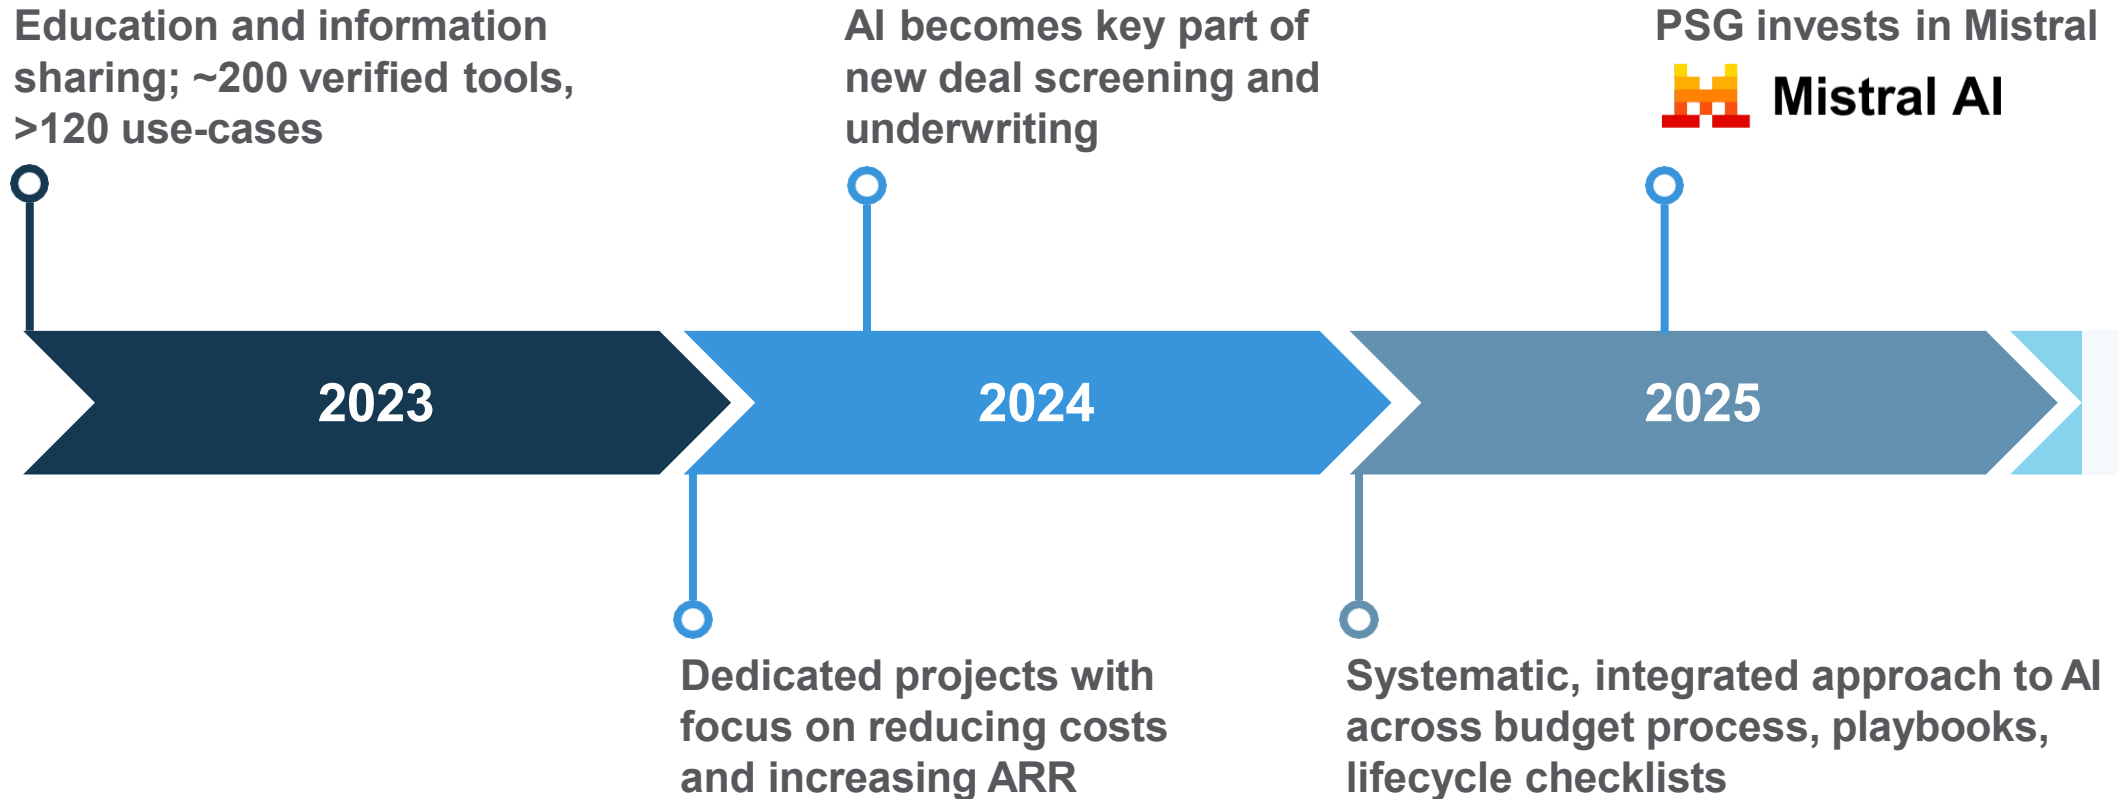 Education and information
sharing; ~200 verified tools,
>120 use-cases
AI becomes key part of
new deal screening and
underwriting
PSG invests in Mistral
Mistral AI
2023
2024
2025
Dedicated projects with
focus on reducing costs
and increasing ARR
Systematic, integrated approach to AI
across budget process, playbooks,
lifecycle checklists